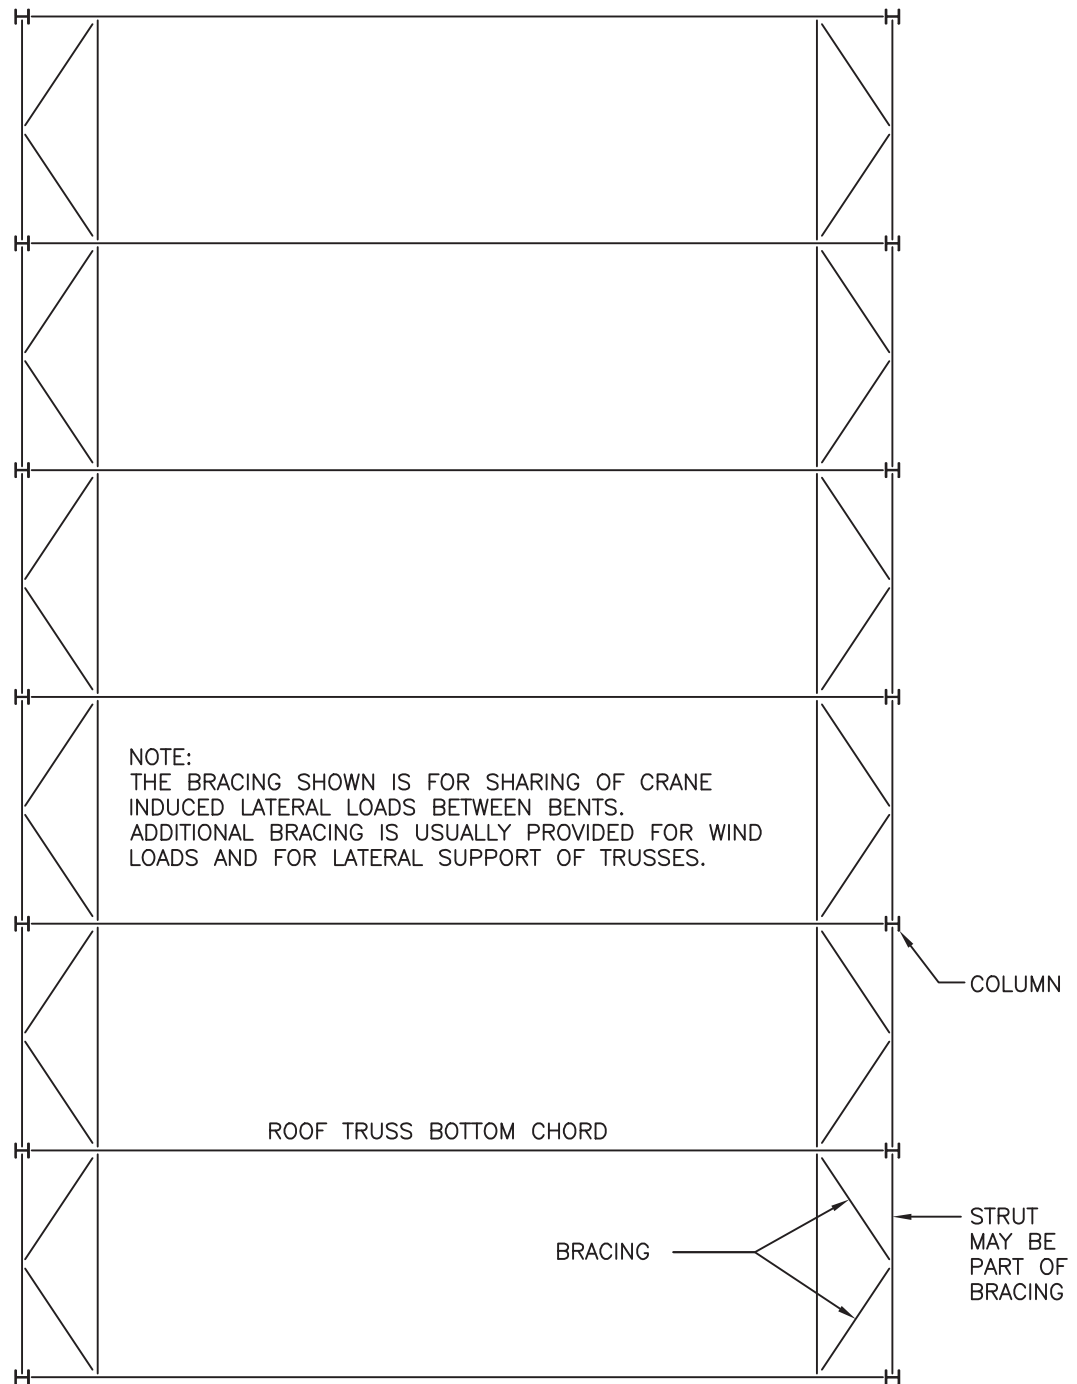 NOTE:
THE BRACING SHOWN IS FOR SHARING OF CRANE
INDUCED LATERAL LOADS BETWEEN BENTS.
ADDITIONAL BRACING IS USUALLY PROVIDED FOR WIND
LOADS AND FOR LATERAL SUPPORT OF TRUSSES.
COLUMN
ROOF TRUSS BOTTOM CHORD
BRACING
STRUT
MAY BE
PART OF
BRACING